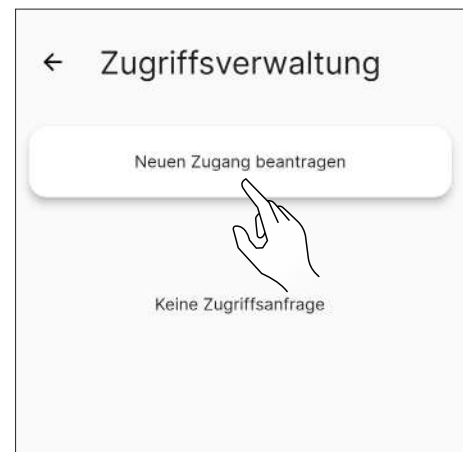 Zugriffsverwaltung
Neuen Zugang beantragen
Keine Zugriffsanfrage